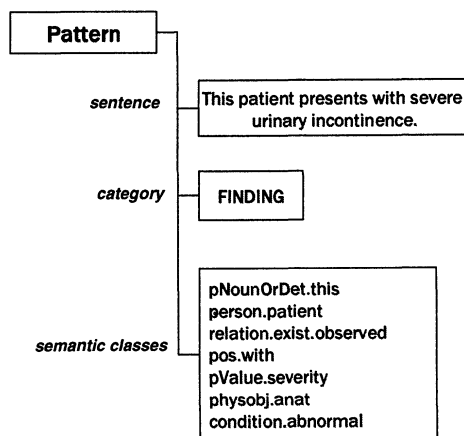 Pattern
sentence
This patient presents with severe
urinary incontinence.
category
FINDING
semantic classes
pNounOrDet.this
person.patient
relation.exist.observed
pos.with
pValue.severity
physobj.anat
condition.abnormal